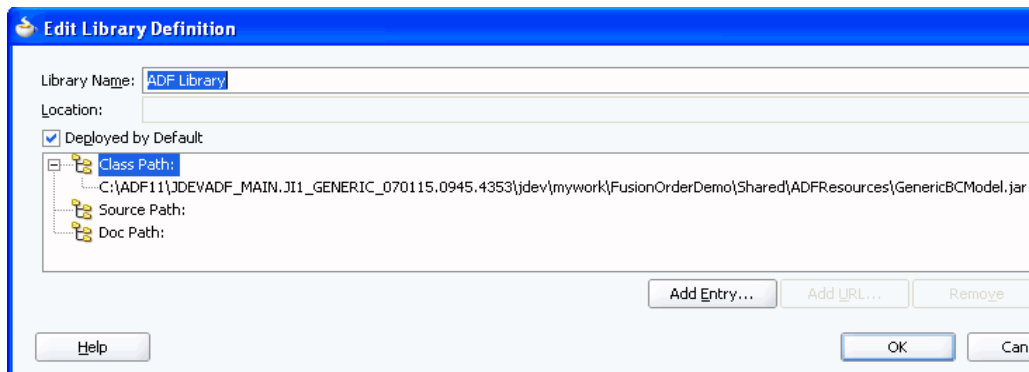 Edit Library Definition
Library Name: ADF Library
Location:
Deployed by Default
Class Path:
C:\ADF11\JDEVADF_MAIN.JI1_GENERIC_070115.0945.4353\jdev\mywork\FusionOrderDemo\Shared\ADFResources\GenericBCModel.jar
Source Path:
Doc Path:
Add Entry... Add URL... Remove
Help OK Can